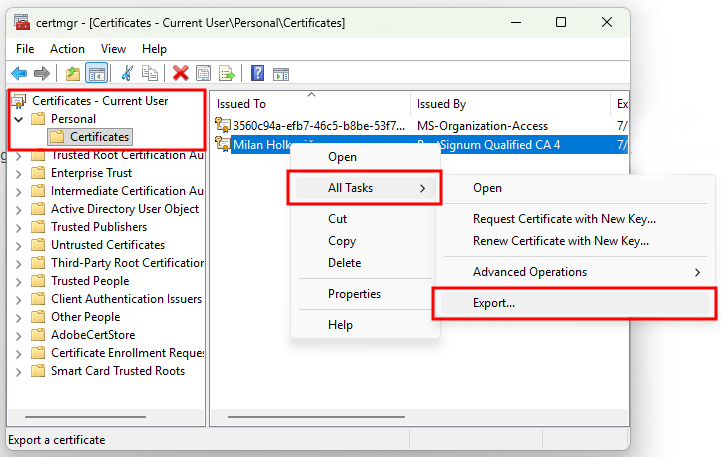 certmgr - [Certificates - Current User\Personal\Certificates]
File Action View Help
Certificates - Current User
Personal
Certificates
Trusted Root Certification Au
Enterprise Trust
Intermediate Certification Au
Active Directory User Object
Trusted Publishers
Untrusted Certificates
Third-Party Root Certification
Trusted People
Client Authentication Issuers
Other People
AdobeCertStore
Certificate Enrollment Reque
Smart Card Trusted Roots
Issued To Issued By Ex
3560c94a-efb7-46c5-b8be-53f7... MS-Organization-Access 7/
Milan Qualified CA 4 7/
Open
All Tasks
Cut
Copy
Delete
Properties
Help
Open
Request Certificate with New Key...
Renew Certificate with New Key...
Advanced Operations
Export...
Export a certificate